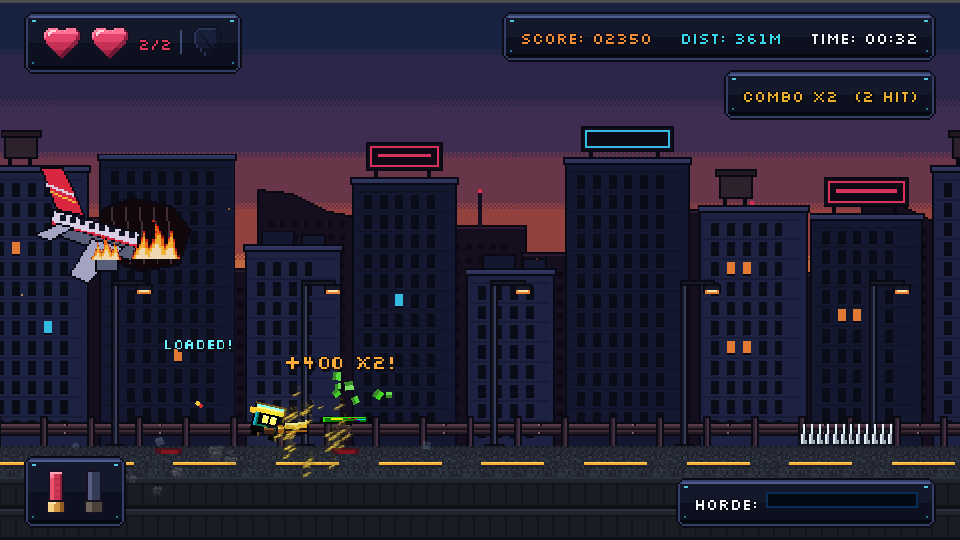 2/2
SCORE: 02350 DIST: 361M TIME: 00:32
COMBO X2 (2 HIT)
LOADED!
+400 X2!
HORDE: